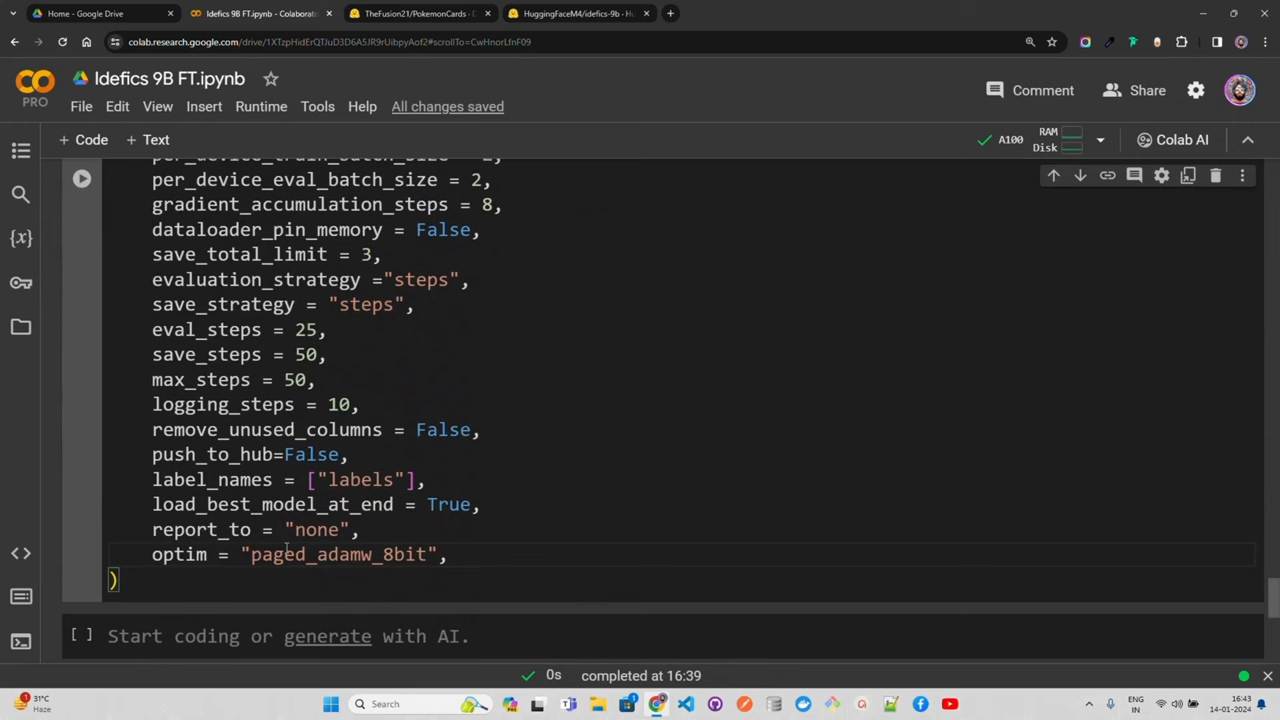 Home - Google Drive
Idefics 9B FT.ipynb - Colaborato
TheFusion21/PokemonCards - D
HuggingFaceM4/idefics-9b · Hu
colab.research.google.com/drive/1XTzpHidErQTJuD3D6A5JR9rUibpyAof2#scrollTo=CwHnorLfnF09
CO
PRO
Idefics 9B FT.ipynb
File Edit View Insert Runtime Tools Help All changes saved
Comment
Share
+ Code + Text
A100
RAM
Disk
Colab AI
per_device_train_batch_size = 2,
per_device_eval_batch_size = 2,
gradient_accumulation_steps = 8,
dataloader_pin_memory = False,
save_total_limit = 3,
evaluation_strategy ="steps",
save_strategy = "steps",
eval_steps = 25,
save_steps = 50,
max_steps = 50,
logging_steps = 10,
remove_unused_columns = False,
push_to_hub=False,
label_names = ["labels"],
load_best_model_at_end = True,
report_to = "none",
optim = "paged_adamw_8bit",
)
[ ] Start coding or generate with AI.
0s completed at 16:39
31°C
Haze
Search
ENG
IN
16:43
14-01-2024